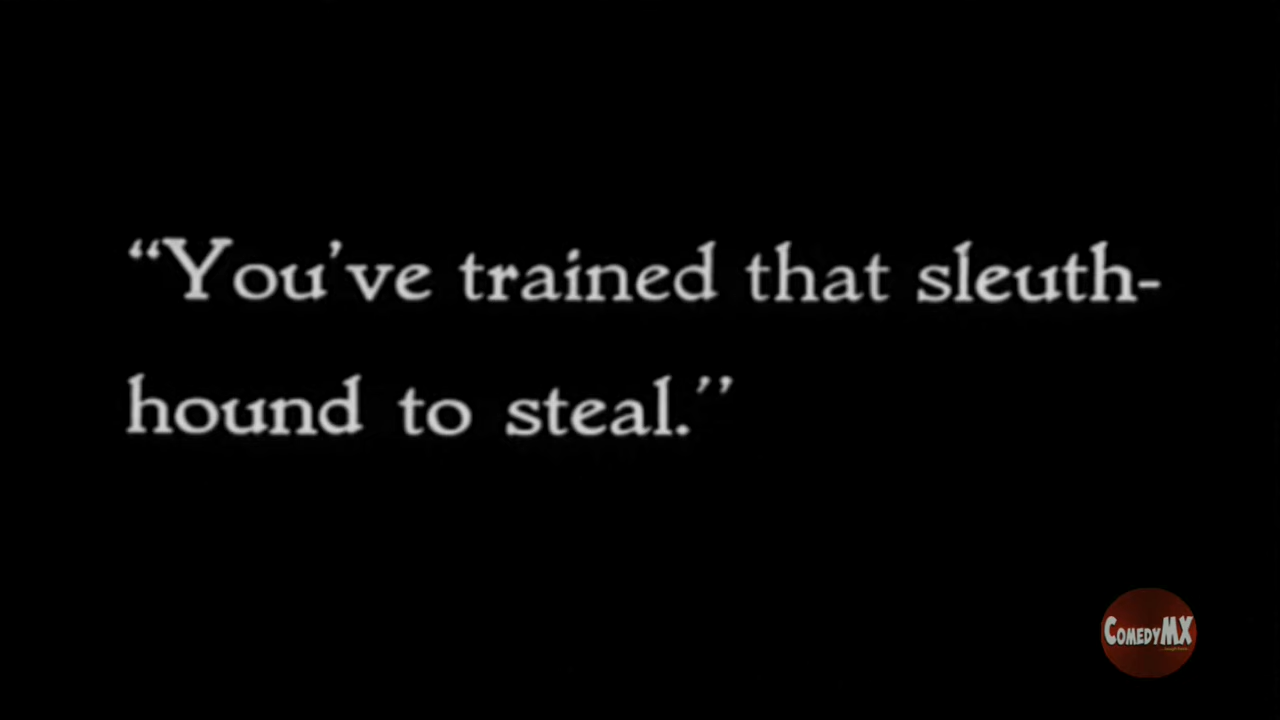 “You’ve trained that sleuth-
hound to steal.’’
COMEDYMX